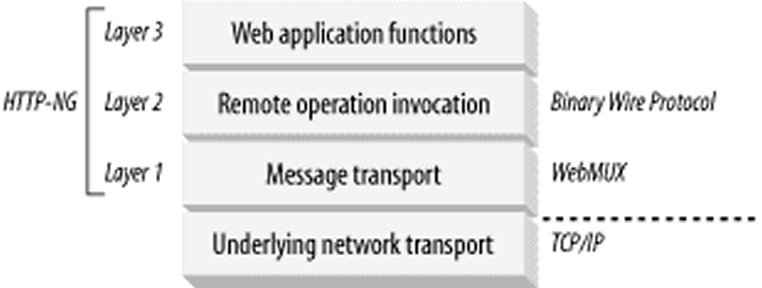 Layer 3 Web application functions
HTTP-NG Layer 2 Remote operation invocation Binary Wire Protocol
Layer 1 Message transport WebMUX
Underlying network transport TCP/IP